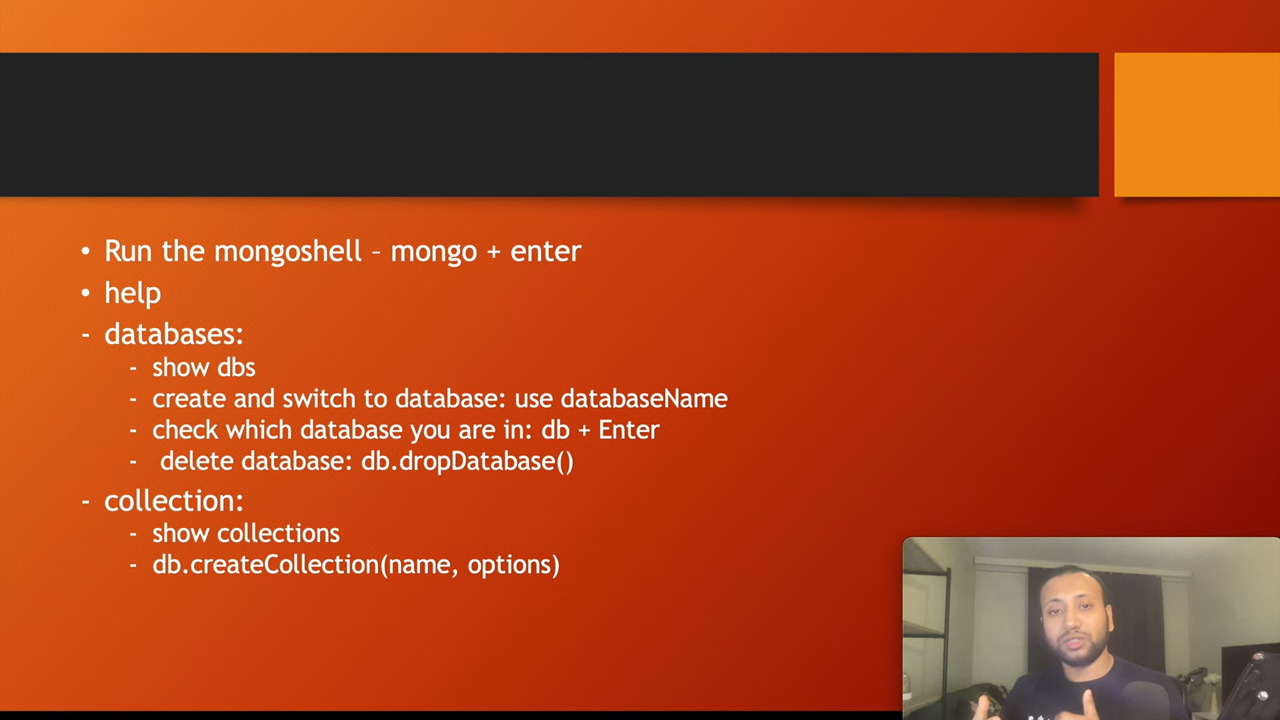 • Run the mongoshell – mongo + enter
• help
- databases:
- show dbs
- create and switch to database: use databaseName
- check which database you are in: db + Enter
- delete database: db.dropDatabase()
- collection:
- show collections
- db.createCollection(name, options)